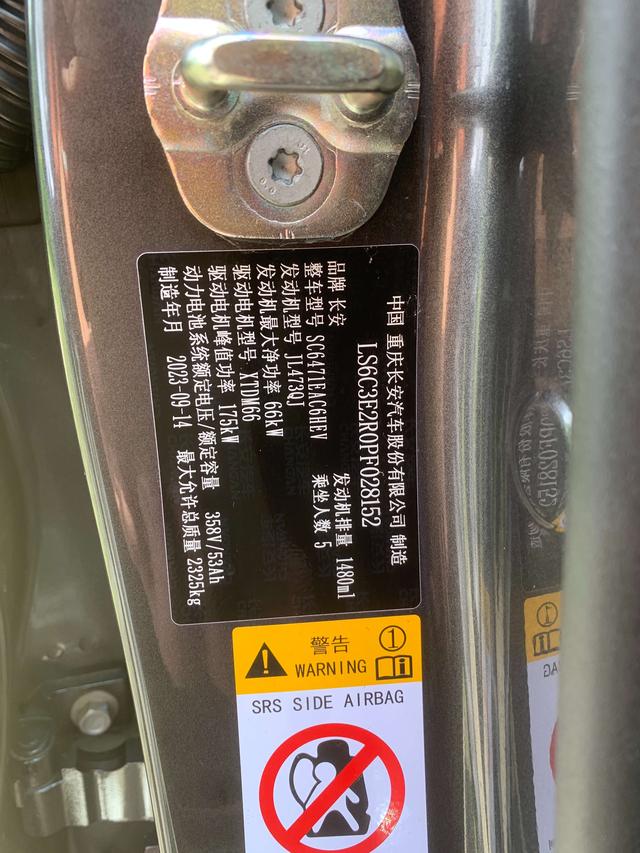 中国 重庆长安汽车股份有限公司 制造
LS6C3E2R0PF028152
品牌 长安
整车型号 SC6471EAC6HEV 乘坐人数 5
发动机型号 JL473QJ 发动机排量 1480ml
发动机最大净功率 66kW
驱动电机型号 XTDM66
驱动电机峰值功率 175kW
动力电池系统额定电压/额定容量 358V/53Ah
制造年月 2023-09-14 最大允许总质量 2325kg
警告
WARNING
SRS SIDE AIRBAG